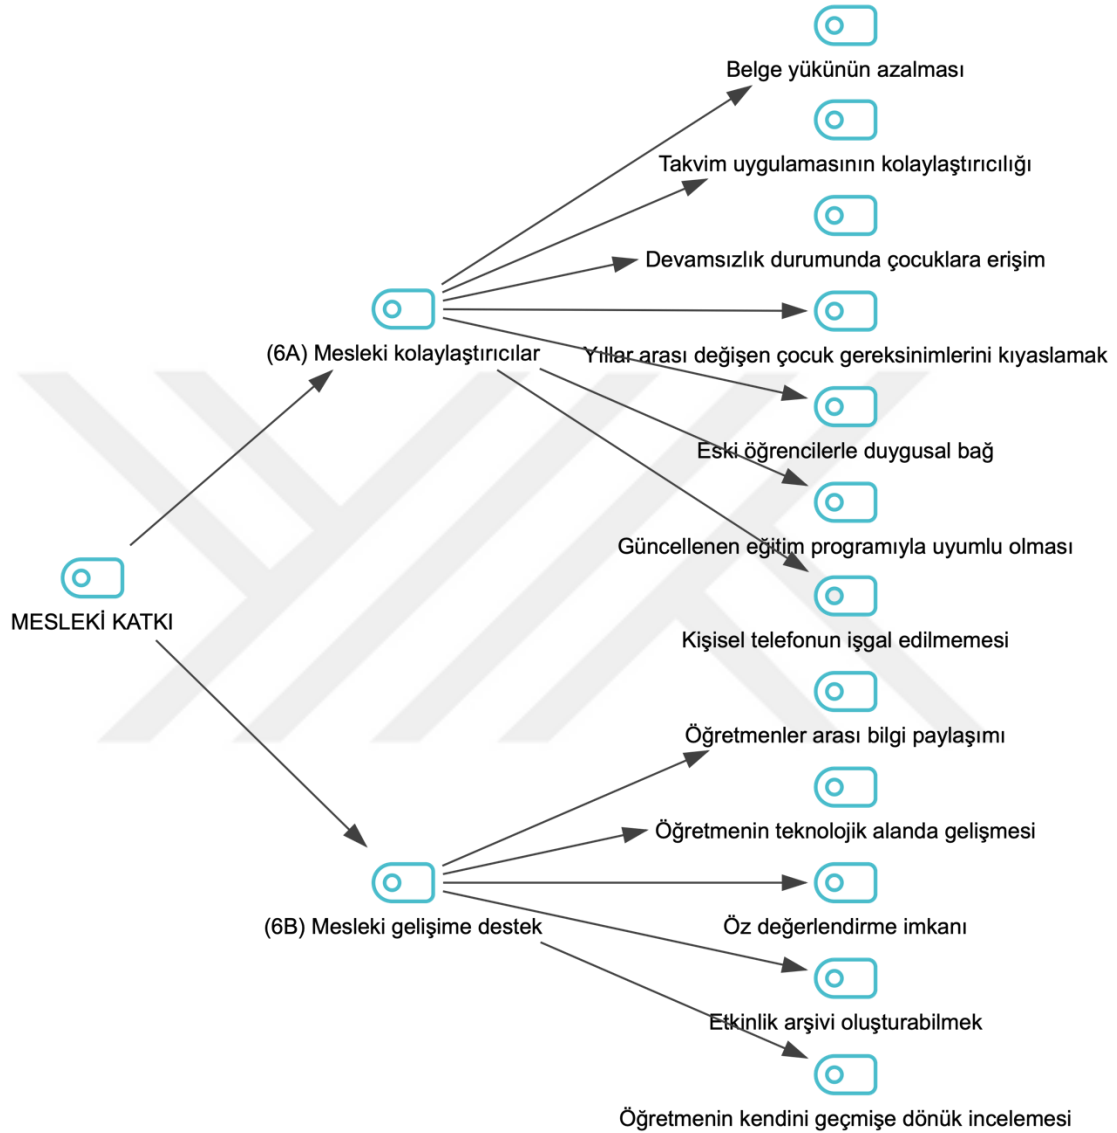 Belge yükünün azalması
Takvim uygulamasının kolaylaştırıcılığı
Devamsızlık durumunda çocuklara erişim
(6A) Mesleki kolaylaştırıcılar
Yıllar arası değişen çocuk gereksinimlerini kıyaslamak
Eski öğrencilerle duygusal bağ
Güncellenen eğitim programıyla uyumlu olması
MESLEKİ KATKI
Kişisel telefonun işgal edilmemesi
Öğretmenler arası bilgi paylaşımı
Öğretmenin teknolojik alanda gelişmesi
(6B) Mesleki gelişime destek
Öz değerlendirme imkanı
Etkinlik arşivi oluşturabilmek
Öğretmenin kendini geçmişe dönük incelemesi